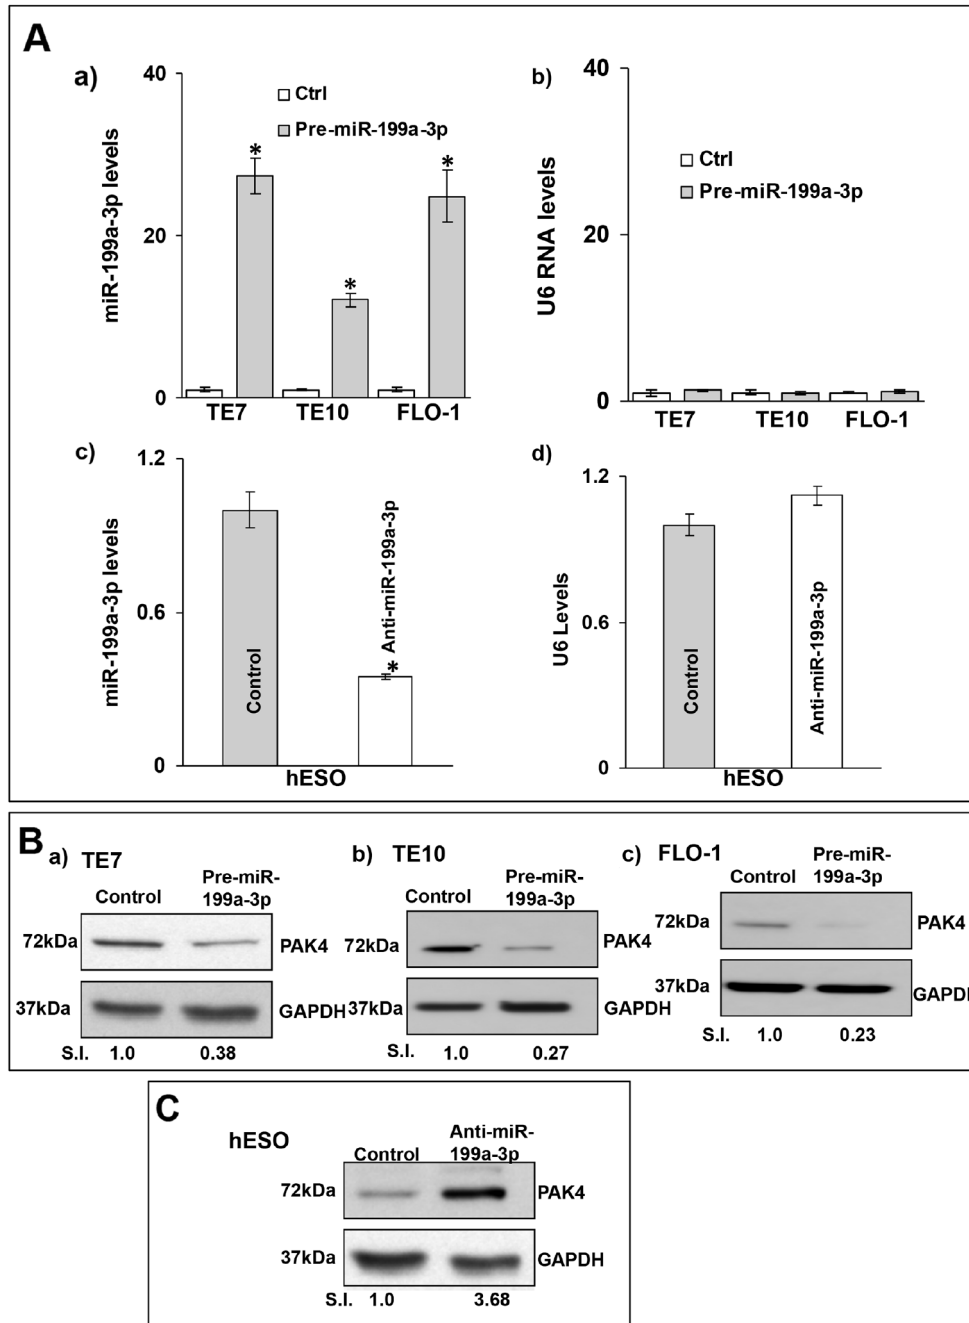 A
a)
40
20
0
miR-199a-3p levels
Ctrl
Pre-miR-199a-3p
*
*
*
TE7 TE10 FLO-1
b)
40
20
0
U6 RNA levels
Ctrl
Pre-miR-199a-3p
TE7 TE10 FLO-1
c)
1.2
0.6
0
miR-199a-3p levels
Control
Anti-miR-199a-3p
*
hESO
d)
1.2
0.6
0
U6 Levels
Control
Anti-miR-199a-3p
hESO
B
a) TE7
Control Pre-miR-
199a-3p
72kDa PAK4
37kDa GAPDH
S.I. 1.0 0.38
b) TE10
Control Pre-miR-
199a-3p
72kDa PAK4
37kDa GAPDH
S.I. 1.0 0.27
c) FLO-1
Control Pre-miR-
199a-3p
72kDa PAK4
37kDa GAPD
S.I. 1.0 0.23
C
hESO
Control Anti-miR-
199a-3p
72kDa PAK4
37kDa GAPDH
S.I. 1.0 3.68